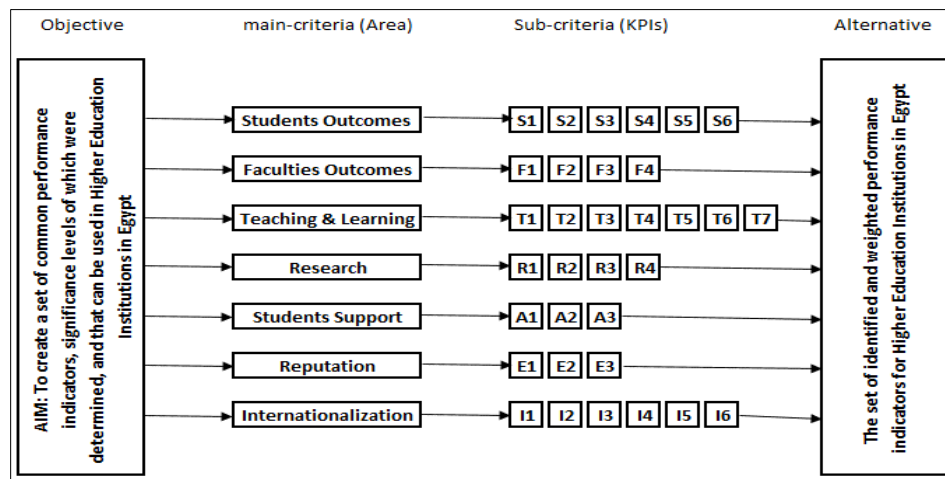 Objective
main-criteria (Area)
Sub-criteria (KPIs)
Alternative
AIM: To create a set of common performance
indicators, significance levels of which were
determined, and that can be used in Higher Education
Institutions in Egypt
Students Outcomes
S1 S2 S3 S4 S5 S6
Faculties Outcomes
F1 F2 F3 F4
Teaching & Learning
T1 T2 T3 T4 T5 T6 T7
Research
R1 R2 R3 R4
Students Support
A1 A2 A3
Reputation
E1 E2 E3
Internationalization
I1 I2 I3 I4 I5 I6
The set of identified and weighted performance
indicators for Higher Education Institutions in Egypt